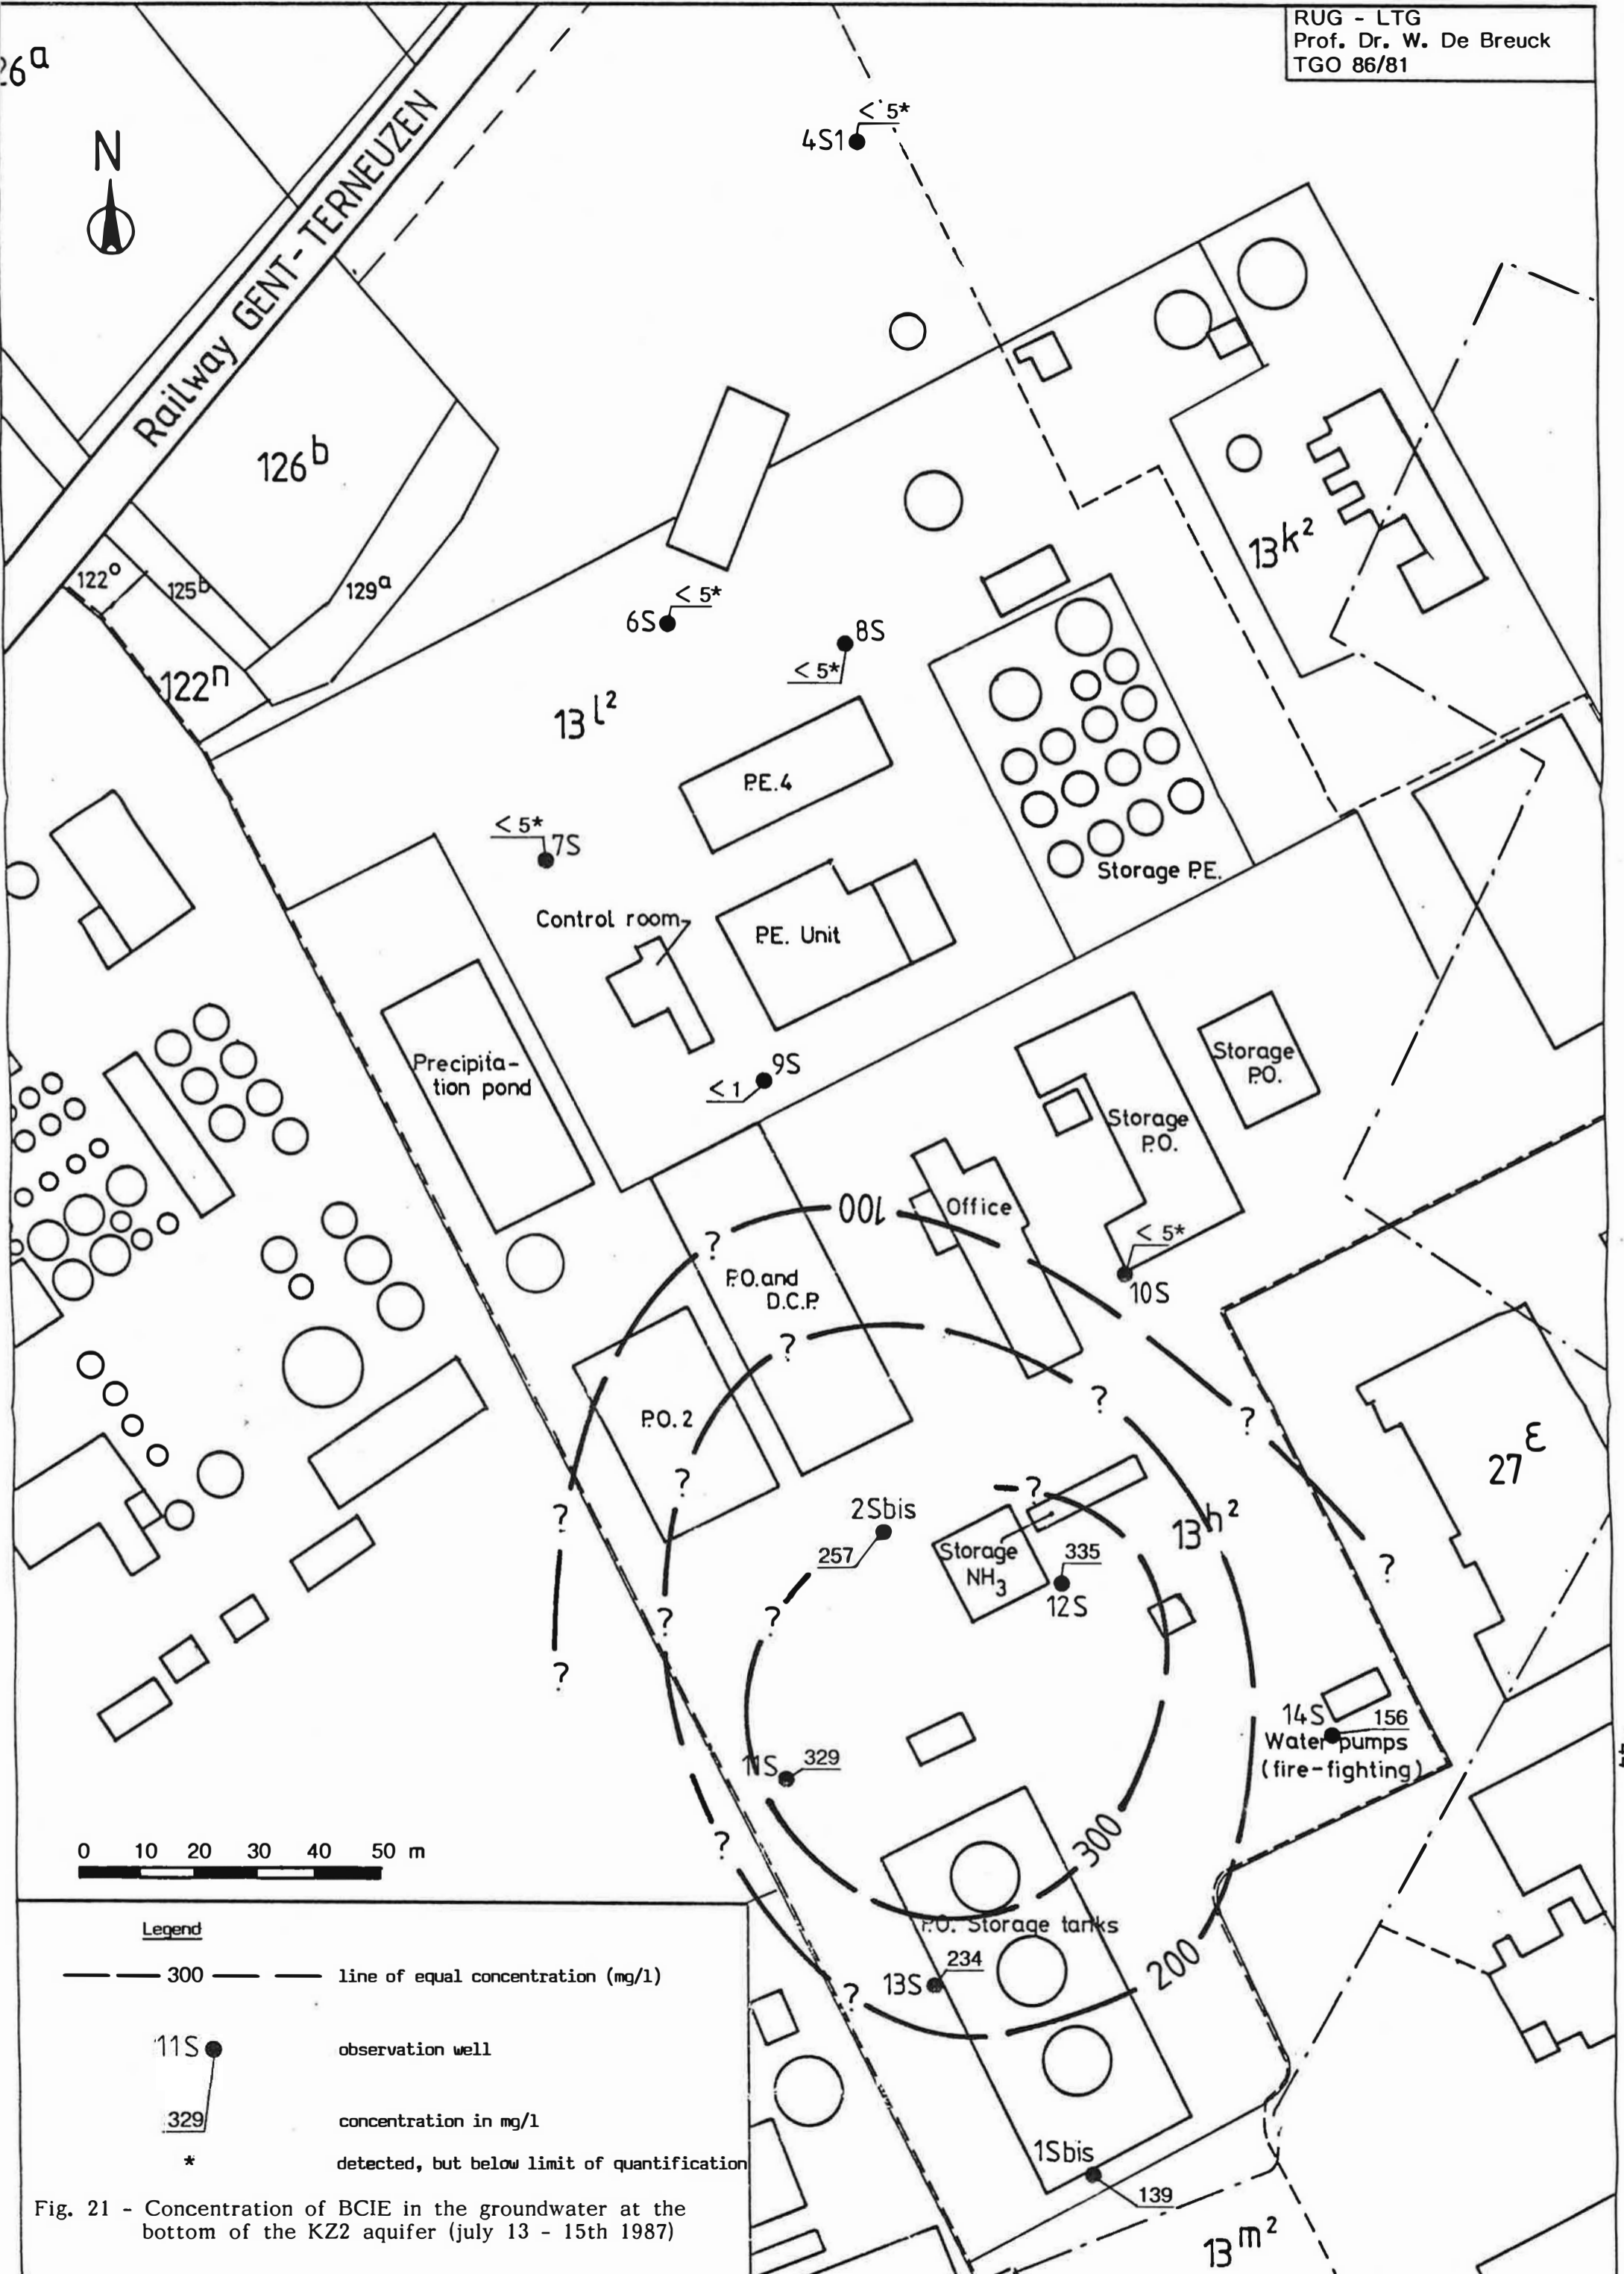 RUG - LTG
Prof. Dr. W. De Breuck
TGO 86/81
26ª
N
Railway GENT-TERNEUZEN
4S1
< 5*
126ᵇ
122º
125ᵇ
129ª
122ⁿ
6S
< 5*
8S
< 5*
13k²
13l²
P.E.4
< 5*
7S
Storage P.E.
Control room
P.E. Unit
Precipita-
tion pond
9S
< 1
Storage
P.O.
Storage
P.O.
Office
100
< 5*
10S
?
P.O. and
D.C.P.
?
?
?
P.O.2
?
?
27ᵋ
?
2Sbis
257
13h²
Storage
NH₃
335
12S
?
?
?
?
14S
156
Water pumps
(fire-fighting)
11S
329
?
300
0 10 20 30 40 50 m
P.O. Storage tanks
200
13S
234
?
1Sbis
139
13m²
Legend
300
line of equal concentration (mg/l)
11S
observation well
329
concentration in mg/l
*
detected, but below limit of quantification
Fig. 21 - Concentration of BCIE in the groundwater at the
bottom of the KZ2 aquifer (july 13 - 15th 1987)